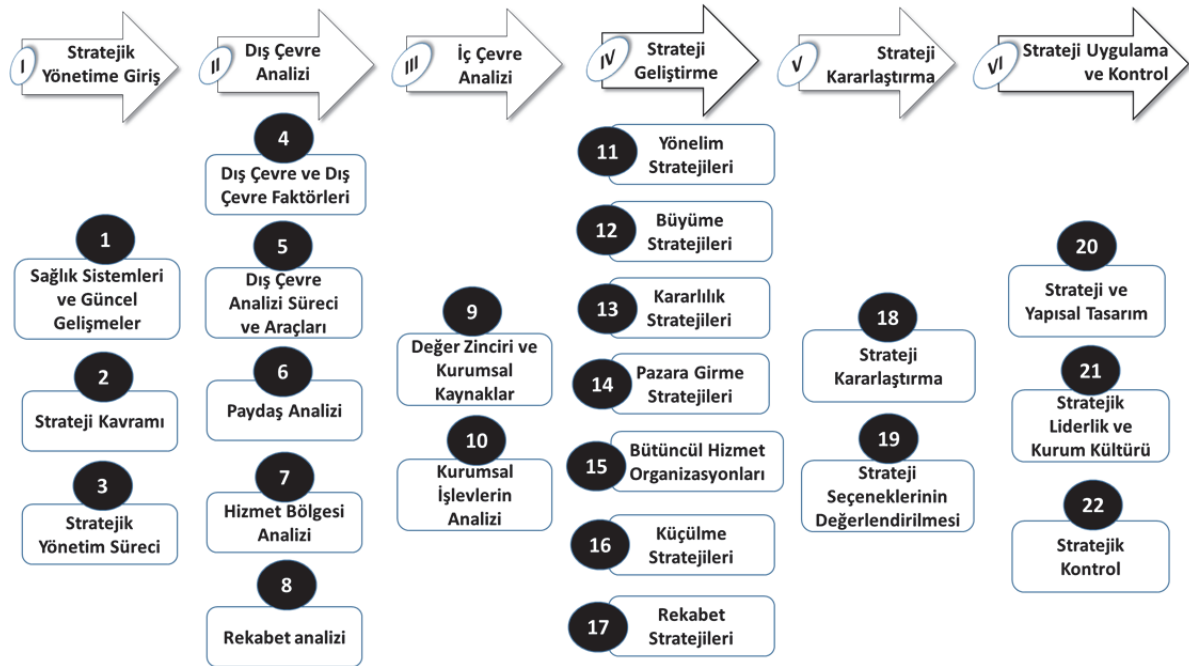 I
Stratejik
Yönetime Giriş
II
Dış Çevre
Analizi
III
İç Çevre
Analizi
IV
Strateji
Geliştirme
V
Strateji
Kararlaştırma
VI
Strateji Uygulama
ve Kontrol
1
Sağlık Sistemleri
ve Güncel
Gelişmeler
2
Strateji Kavramı
3
Stratejik
Yönetim Süreci
4
Dış Çevre ve Dış
Çevre Faktörleri
5
Dış Çevre
Analizi Süreci
ve Araçları
6
Paydaş Analizi
7
Hizmet Bölgesi
Analizi
8
Rekabet analizi
9
Değer Zinciri ve
Kurumsal
Kaynaklar
10
Kurumsal
İşlevlerin
Analizi
11
Yönelim
Stratejileri
12
Büyüme
Stratejileri
13
Kararlılık
Stratejileri
14
Pazara Girme
Stratejileri
15
Bütüncül Hizmet
Organizasyonları
16
Küçülme
Stratejileri
17
Rekabet
Stratejileri
18
Strateji
Kararlaştırma
19
Strateji
Seçeneklerinin
Değerlendirilmesi
20
Strateji ve
Yapısal Tasarım
21
Stratejik
Liderlik ve
Kurum Kültürü
22
Stratejik
Kontrol